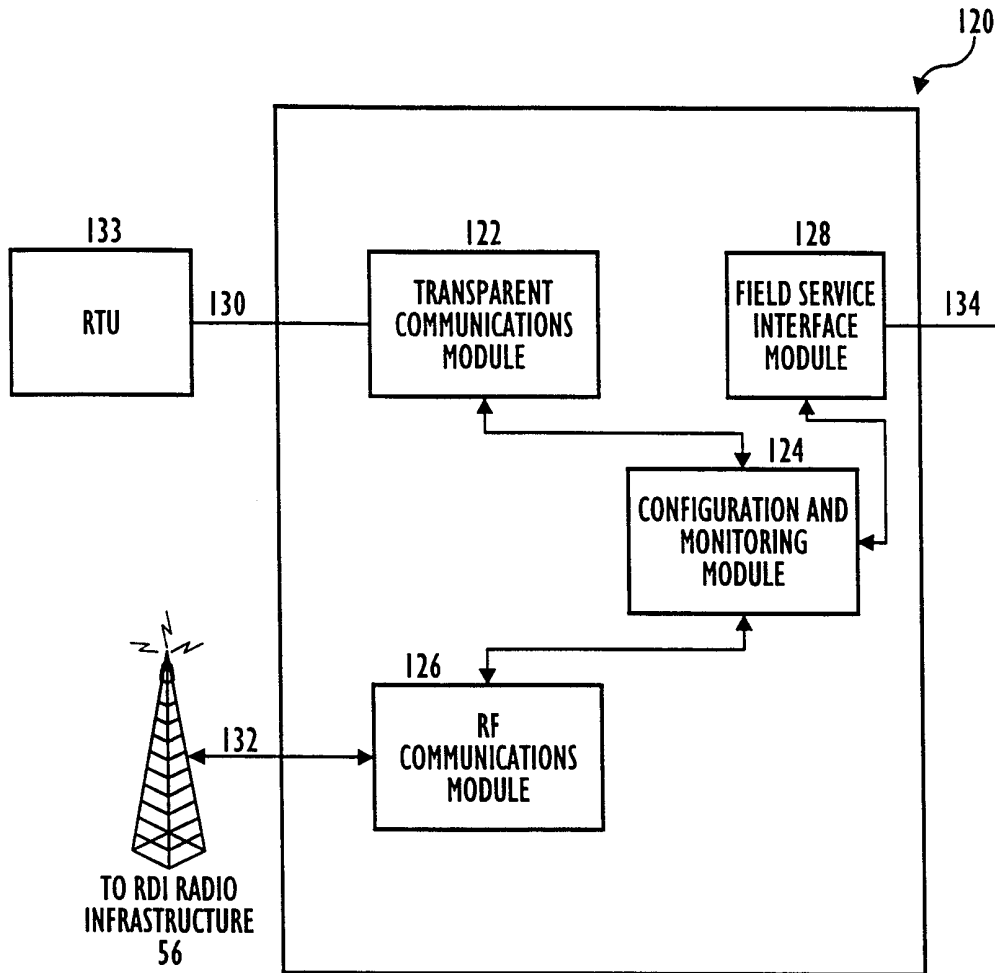 120
133
122
128
RTU
130
TRANSPARENT
COMMUNICATIONS
MODULE
FIELD SERVICE
INTERFACE
MODULE
134
124
CONFIGURATION AND
MONITORING
MODULE
126
132
RF
COMMUNICATIONS
MODULE
TO RDI RADIO
INFRASTRUCTURE
56